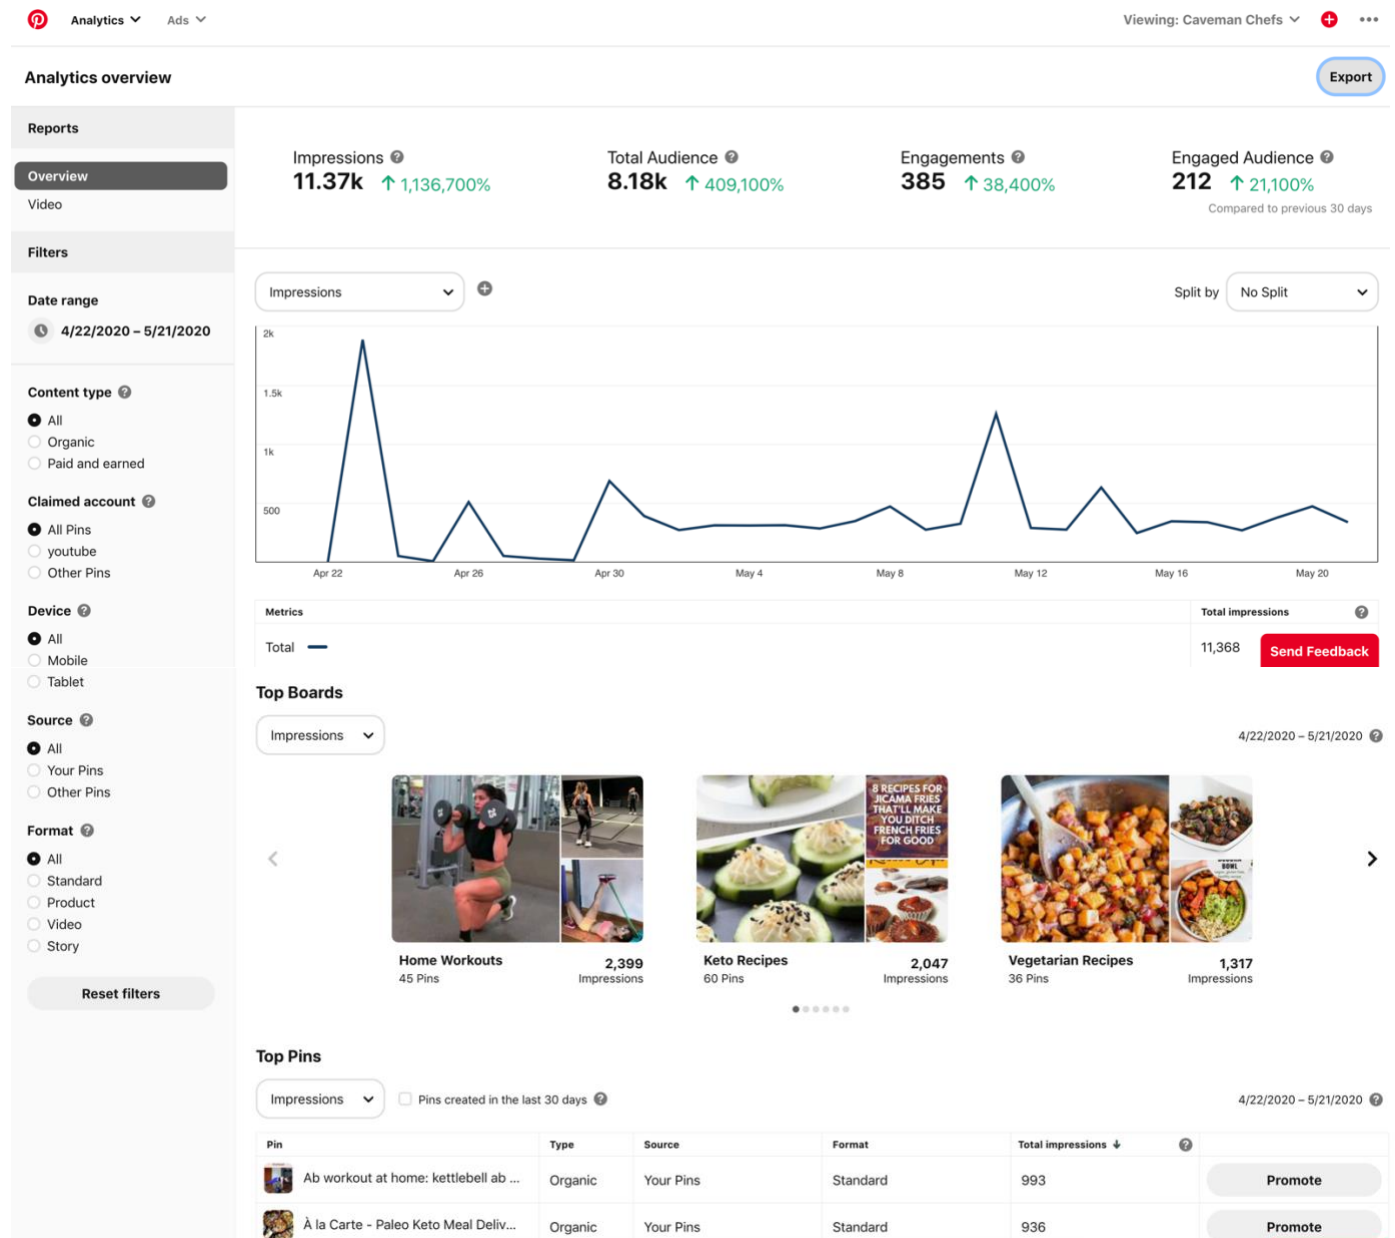 Analytics Ads Viewing: Caveman Chefs
Analytics overview Export
Reports
Overview
Video
Filters
Date range
4/22/2020 – 5/21/2020
Content type
All
Organic
Paid and earned
Claimed account
All Pins
youtube
Other Pins
Device
All
Mobile
Tablet
Source
All
Your Pins
Other Pins
Format
All
Standard
Product
Video
Story
Reset filters
Impressions Total Audience Engagements Engaged Audience
11.37k 1,136,700% 8.18k 409,100% 385 38,400% 212 21,100%
Compared to previous 30 days
Impressions Split by No Split
2k
1.5k
1k
500
Apr 22 Apr 26 Apr 30 May 4 May 8 May 12 May 16 May 20
Metrics Total impressions
Total 11,368 Send Feedback
Top Boards
Impressions 4/22/2020 – 5/21/2020
8 RECIPES FOR
JICAMA FRIES
THAT'LL MAKE
YOU DITCH
FRENCH FRIES
FOR GOOD
BOWL
Home Workouts 2,399 Keto Recipes 2,047 Vegetarian Recipes 1,317
45 Pins Impressions 60 Pins Impressions 36 Pins Impressions
Top Pins
Impressions Pins created in the last 30 days 4/22/2020 – 5/21/2020
Pin Type Source Format Total impressions
Ab workout at home: kettlebell ab ... Organic Your Pins Standard 993 Promote
À la Carte - Paleo Keto Meal Deliv... Organic Your Pins Standard 936 Promote